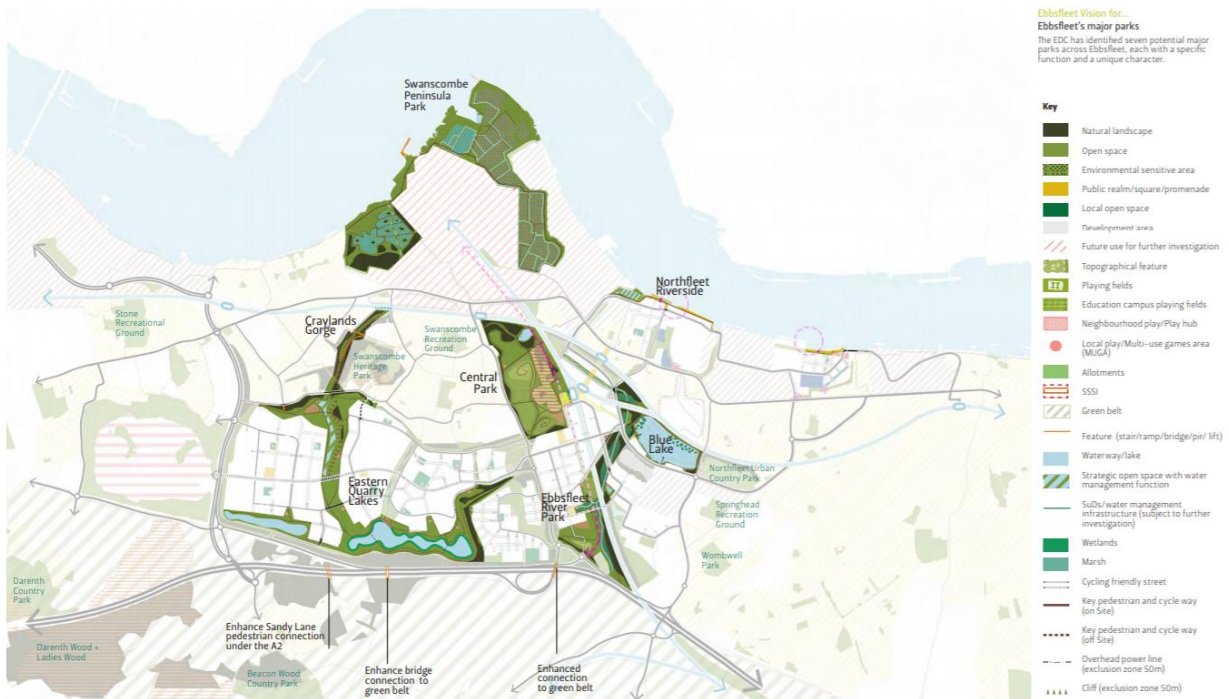 Ebbsfleet Vision for...
Ebbsfleet's major parks
The EDC has identified seven potential major
parks across Ebbsfleet, each with a specific
function and a unique character.
Key
Natural landscape
Open space
Environmental sensitive area
Public realm/square/promenade
Local open space
Development area
Future use for further investigation
Topographical feature
Playing fields
Education campus playing fields
Neighbourhood play/Play hub
Local play/Multi-use games area
(MUGA)
Allotments
SSSI
Green belt
Feature (stair/ramp/bridge/pir/ lift)
Waterway/lake
Strategic open space with water
management function
SuDs/water management
infrastructure (subject to further
investigation)
Wetlands
Marsh
Cycling friendly street
Key pedestrian and cycle way
(on Site)
Key pedestrian and cycle way
(off Site)
Overhead power line
(exclusion zone 50m)
Cliff (exclusion zone 50m)
Swanscombe
Peninsula
Park
Northfleet
Riverside
Stone
Recreational
Ground
Craylands
Gorge
Swanscombe
Recreation
Ground
Swanscombe
Heritage
Park
Central
Park
Blue
Lake
Northfleet Urban
Country Park
Eastern
Quarry
Lakes
Ebbsfleet
River
Park
Springhead
Recreation
Ground
Wombwell
Park
Darenth
Country
Park
Darenth Wood +
Ladies Wood
Beacon Wood
Country Park
Enhance Sandy Lane
pedestrian connection
under the A2
Enhance bridge
connection to
green belt
Enhanced
connection
to green belt